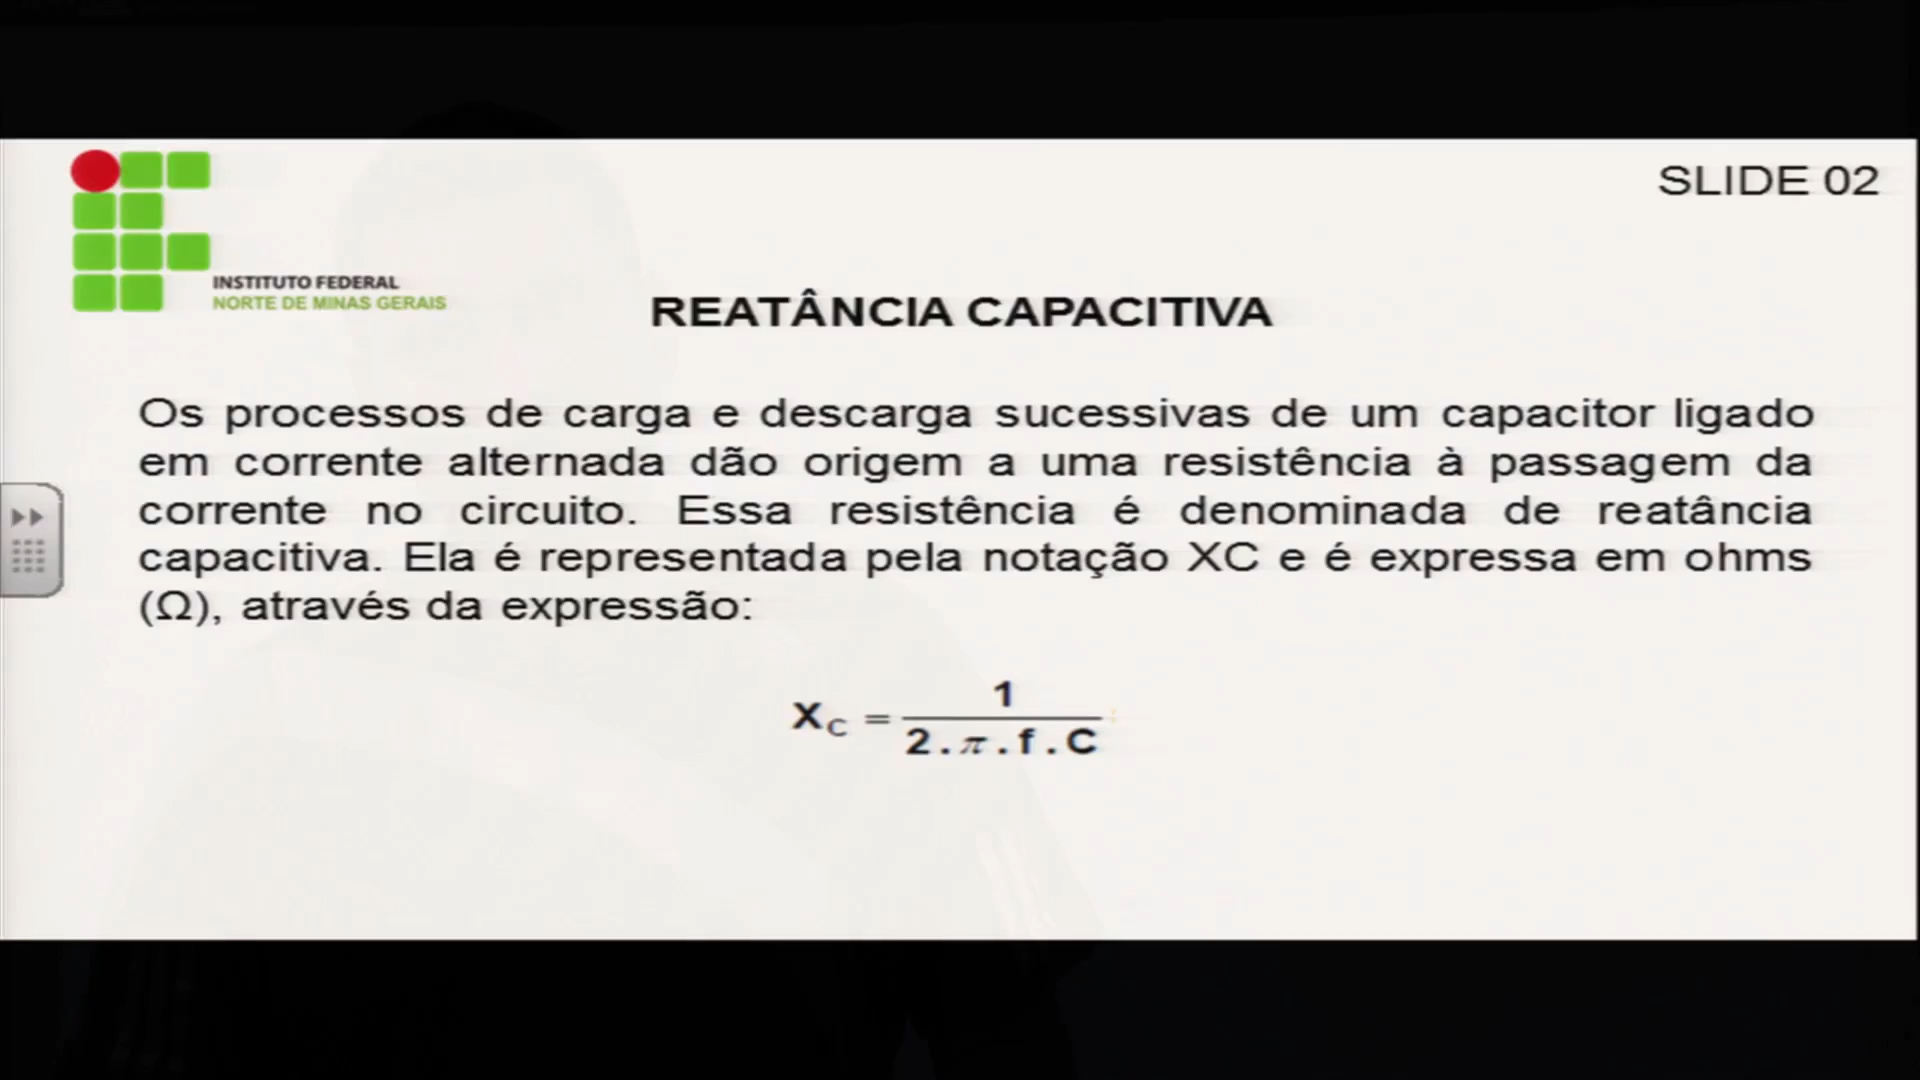 SLIDE 02
INSTITUTO FEDERAL
NORTE DE MINAS GERAIS
REATÂNCIA CAPACITIVA
Os processos de carga e descarga sucessivas de um capacitor ligado
em corrente alternada dão origem a uma resistência à passagem da
corrente no circuito. Essa resistência é denominada de reatância
capacitiva. Ela é representada pela notação XC e é expressa em ohms
(Ω), através da expressão:
1
X C =
2 . π . f . C